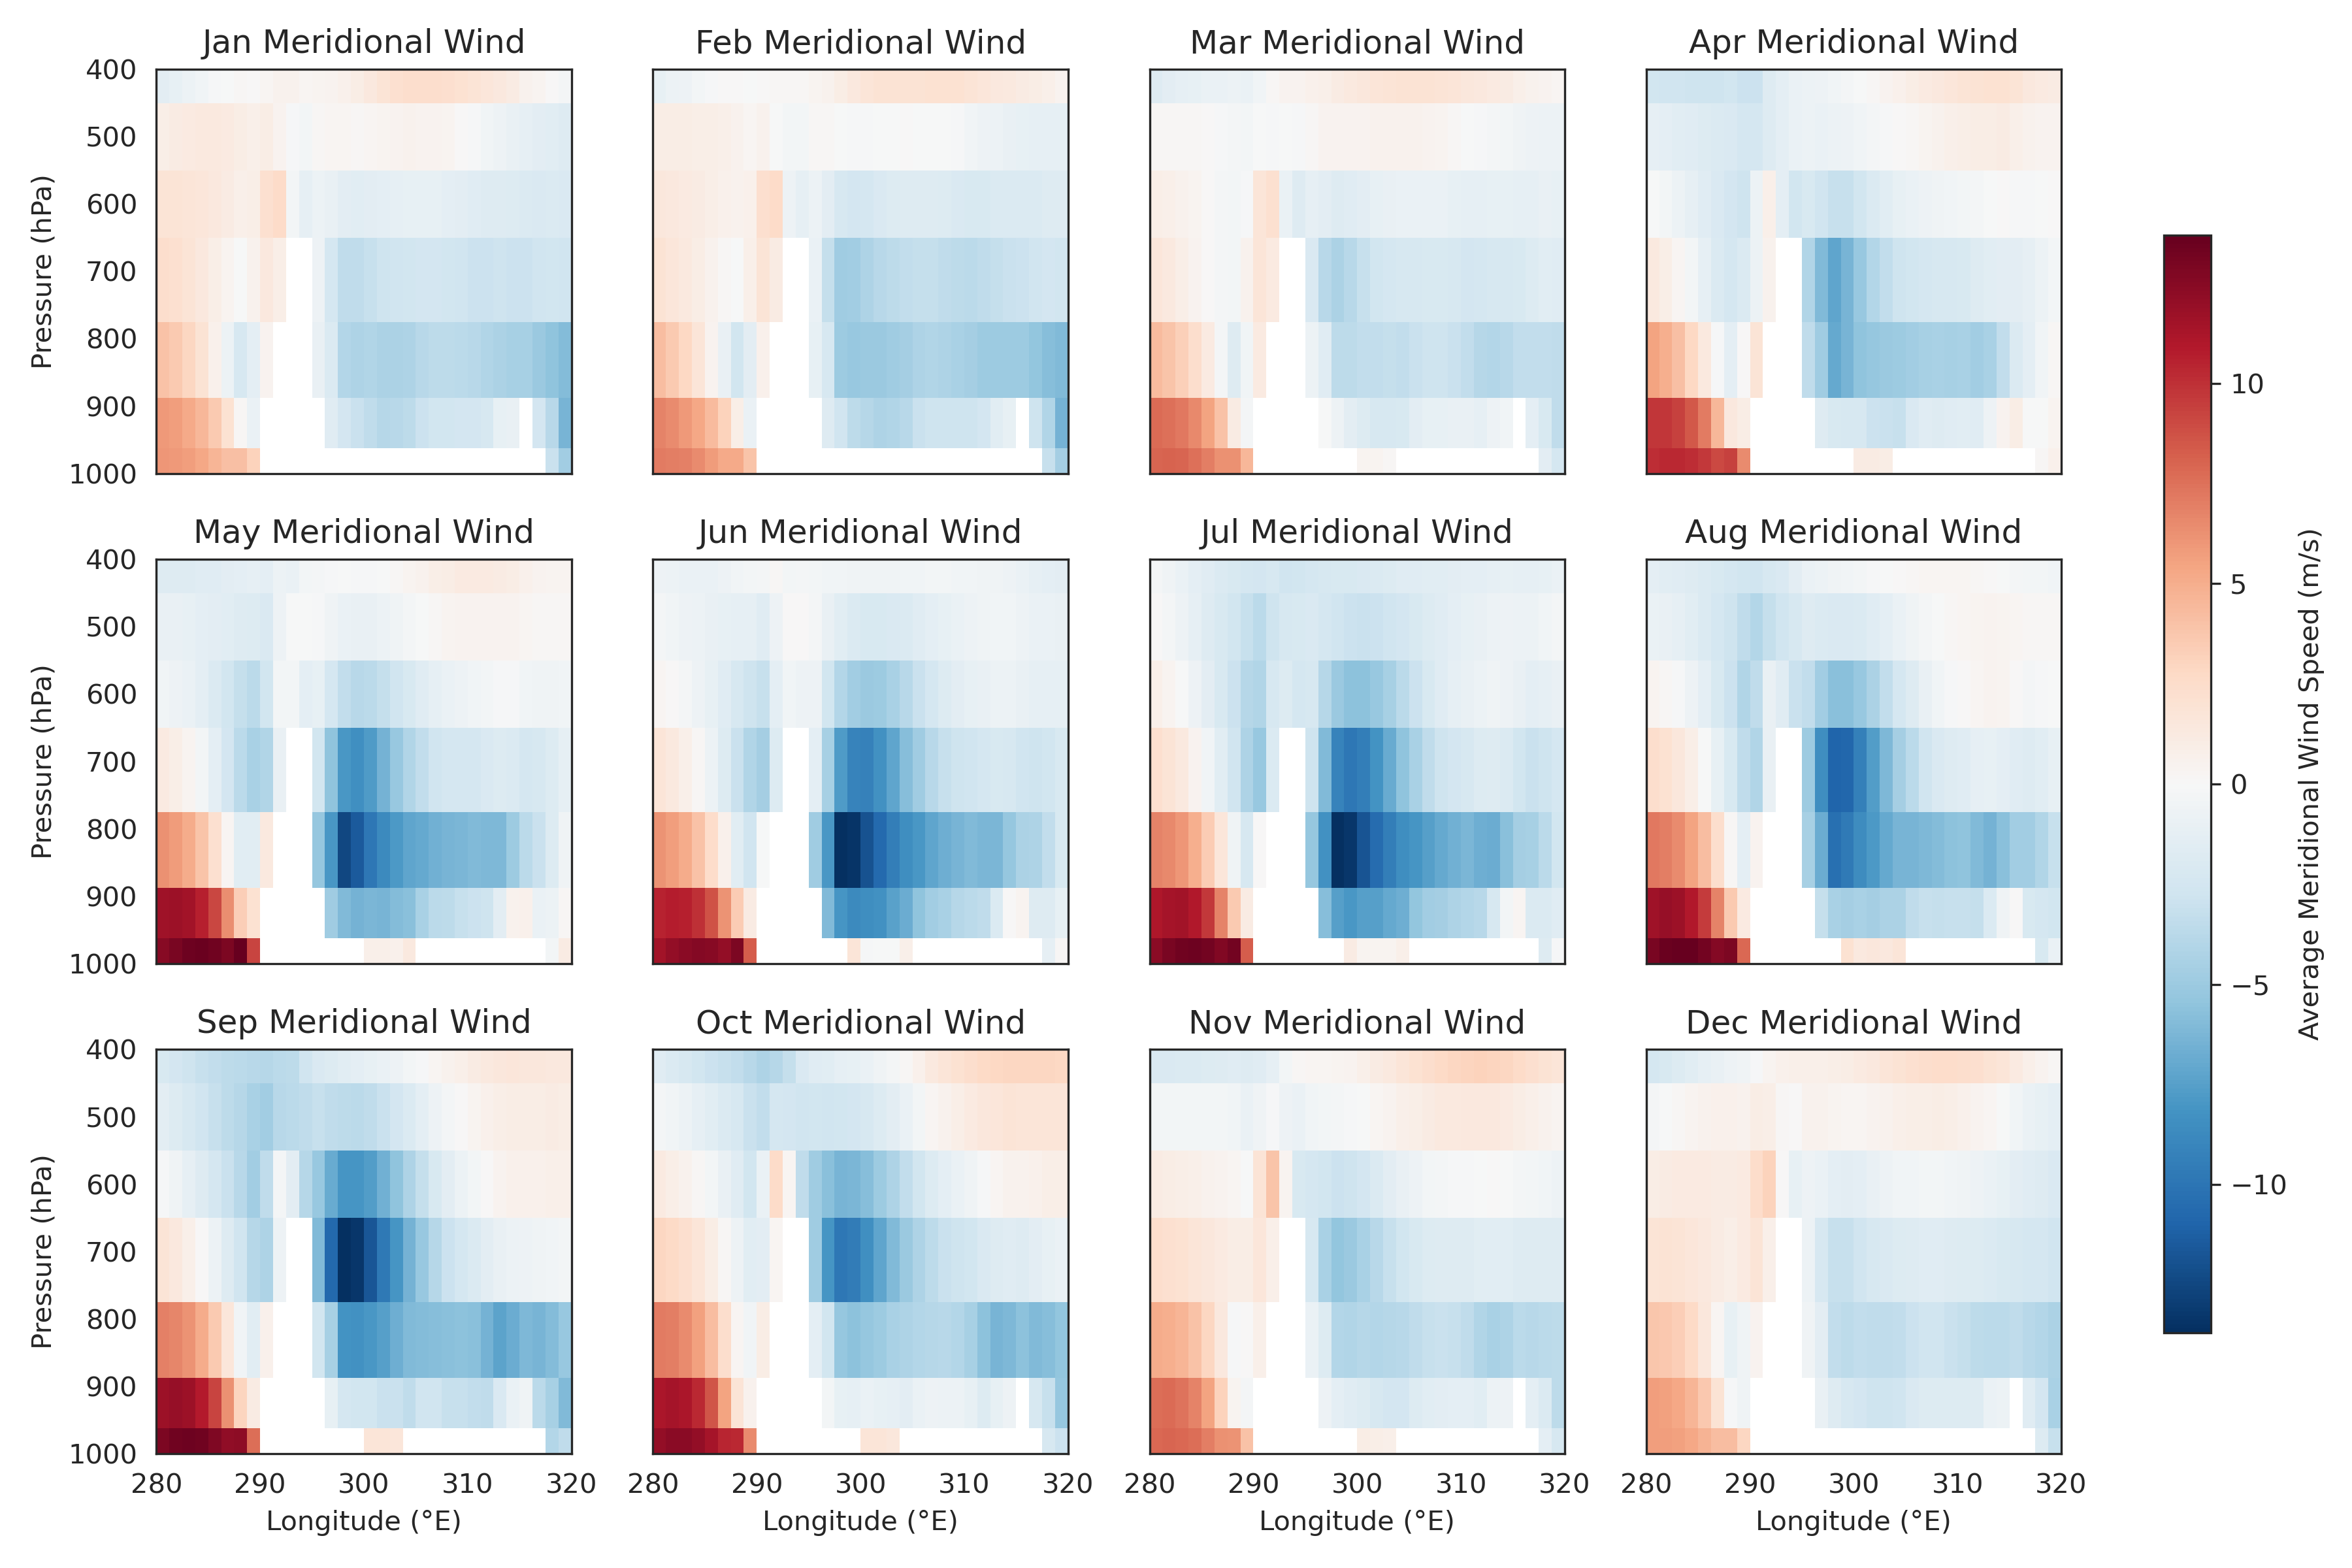 Jan Meridional Wind
Feb Meridional Wind
Mar Meridional Wind
Apr Meridional Wind
400
500
600
700
800
900
1000
Pressure (hPa)
May Meridional Wind
Jun Meridional Wind
Jul Meridional Wind
Aug Meridional Wind
400
500
600
700
800
900
1000
Pressure (hPa)
Sep Meridional Wind
Oct Meridional Wind
Nov Meridional Wind
Dec Meridional Wind
400
500
600
700
800
900
1000
Pressure (hPa)
280 290 300 310 320
280 290 300 310 320
280 290 300 310 320
280 290 300 310 320
Longitude (°E)
Longitude (°E)
Longitude (°E)
Longitude (°E)
10
5
0
−5
−10
Average Meridional Wind Speed (m/s)